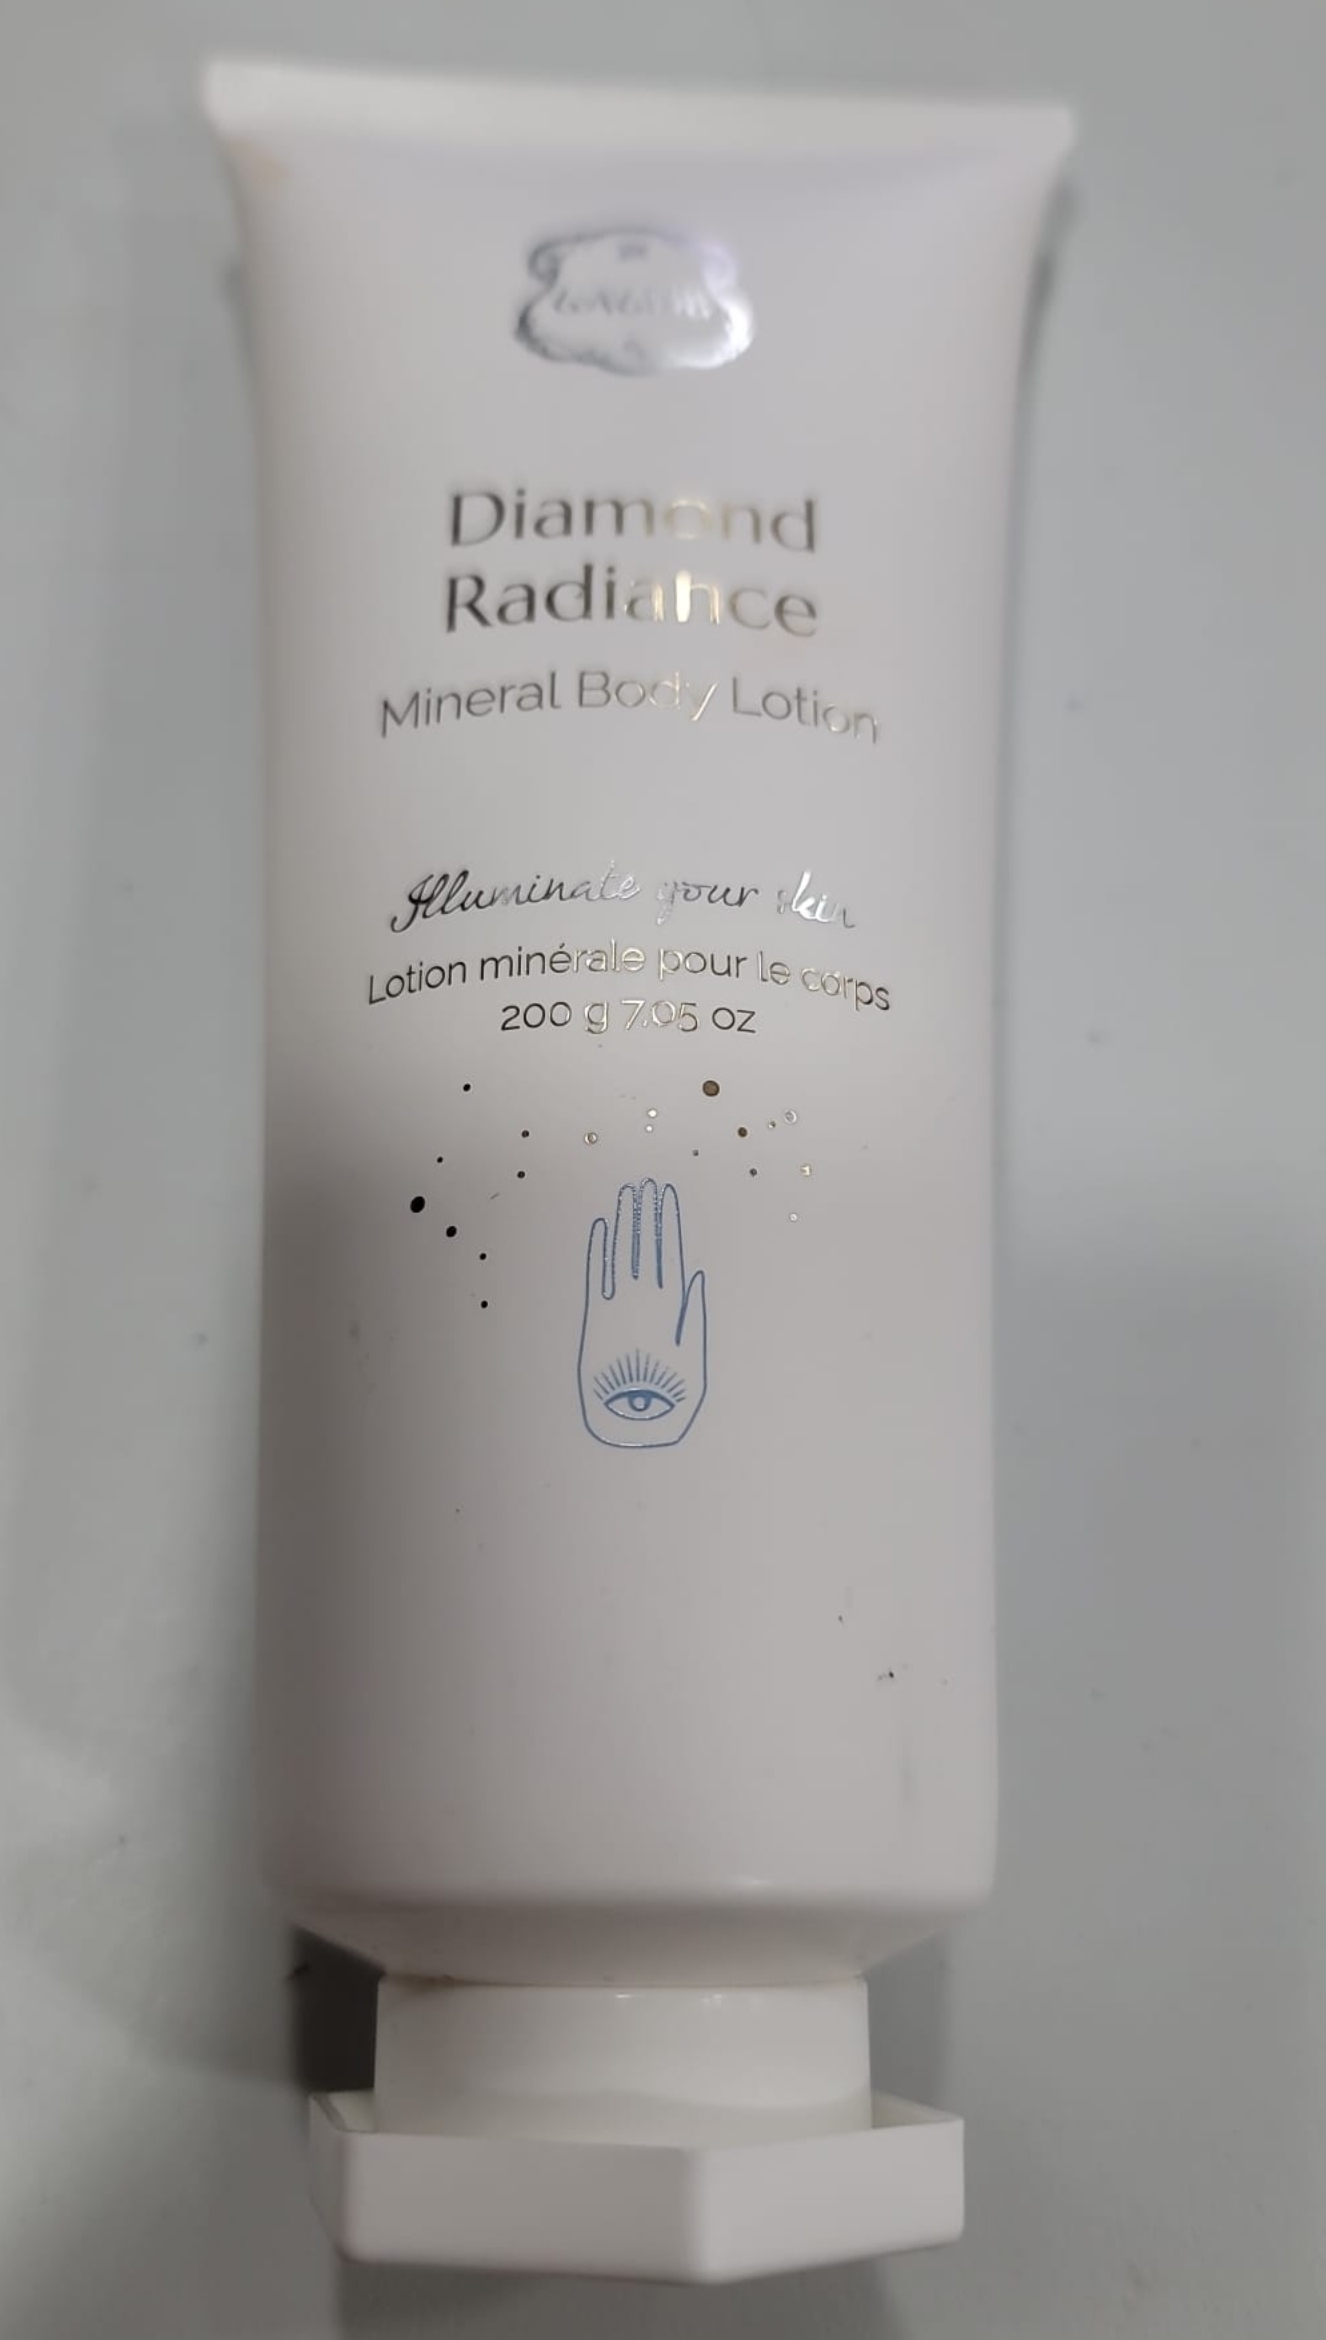 Diamond
Radiance
Mineral Body Lotion
Illuminate your skin
Lotion minérale pour le corps
200 g 7.05 oz